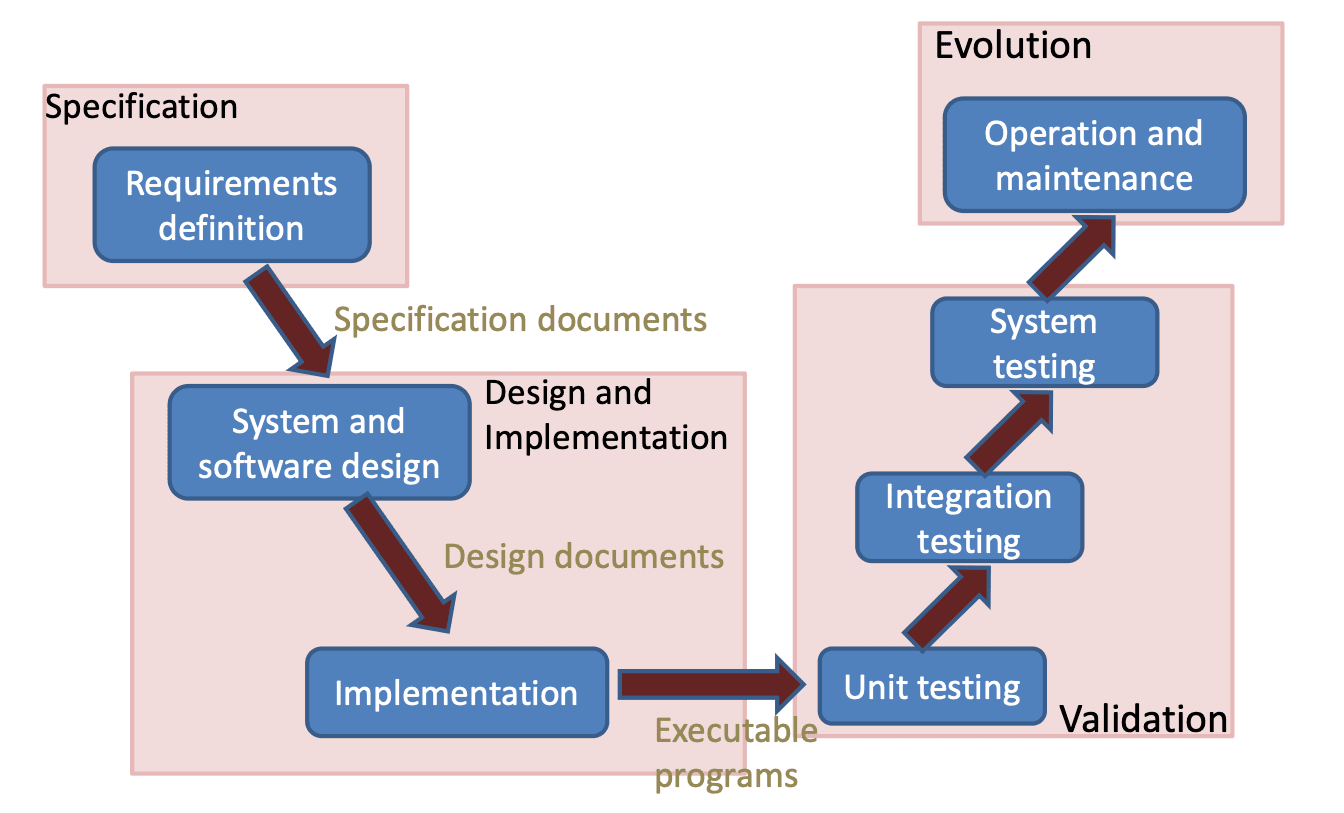 Specification
Requirements
definition
Specification documents
Design and
Implementation
System and
software design
Design documents
Implementation
Executable
programs
Unit testing
Validation
Integration
testing
System
testing
Evolution
Operation and
maintenance